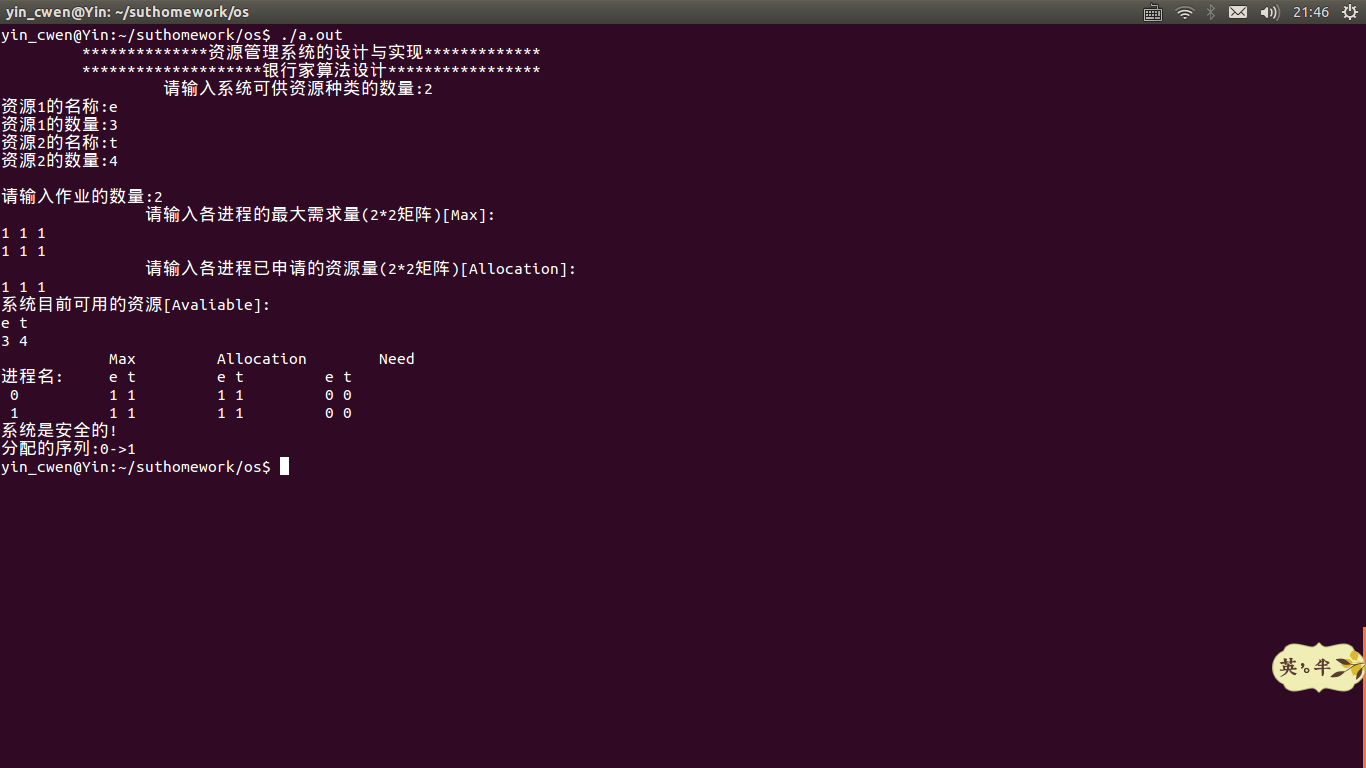 yin_cwen@Yin: ~/suthomework/os
21:46
yin_cwen@Yin:~/suthomework/os$ ./a.out
**************资源管理系统的设计与实现*************
********************银行家算法设计*****************
请输入系统可供资源种类的数量:2
资源1的名称:e
资源1的数量:3
资源2的名称:t
资源2的数量:4
请输入作业的数量:2
请输入各进程的最大需求量(2*2矩阵)[Max]:
1 1 1
1 1 1
请输入各进程已申请的资源量(2*2矩阵)[Allocation]:
1 1 1
系统目前可用的资源[Avaliable]:
e t
3 4
Max Allocation Need
进程名: e t e t e t
0 1 1 1 1 0 0
1 1 1 1 1 0 0
系统是安全的!
分配的序列:0->1
yin_cwen@Yin:~/suthomework/os$
英 半